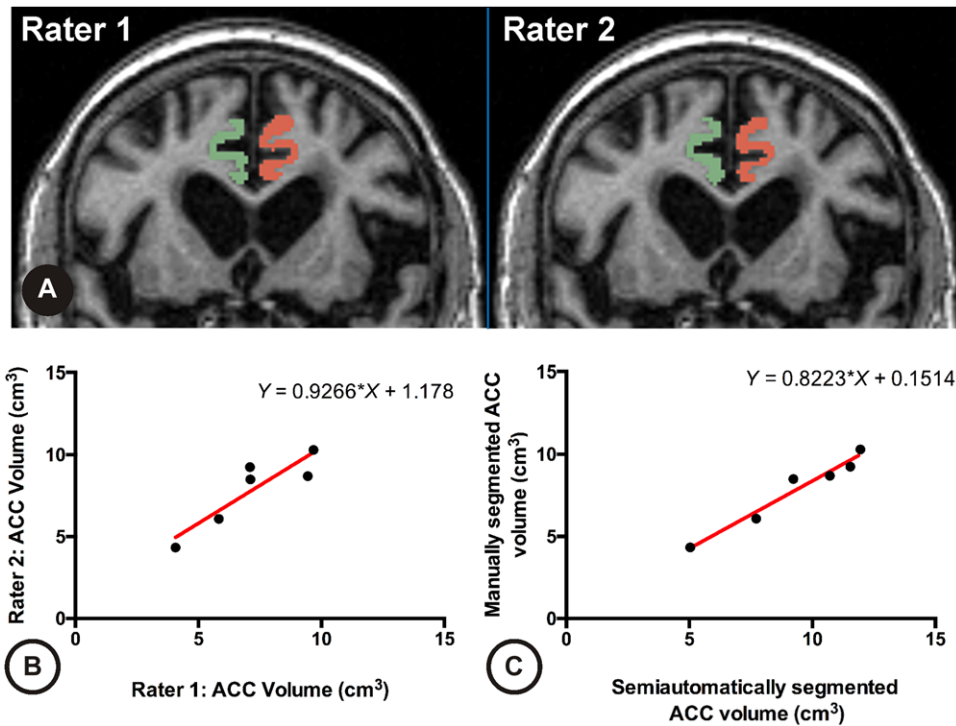 Rater 1
Rater 2
A
15
10
5
0
0
5
10
15
Y = 0.9266*X + 1.178
Rater 2: ACC Volume (cm³)
Rater 1: ACC Volume (cm³)
B
15
10
5
0
0
5
10
15
Y = 0.8223*X + 0.1514
Manually segmented ACC
volume (cm³)
Semiautomatically segmented
ACC volume (cm³)
C